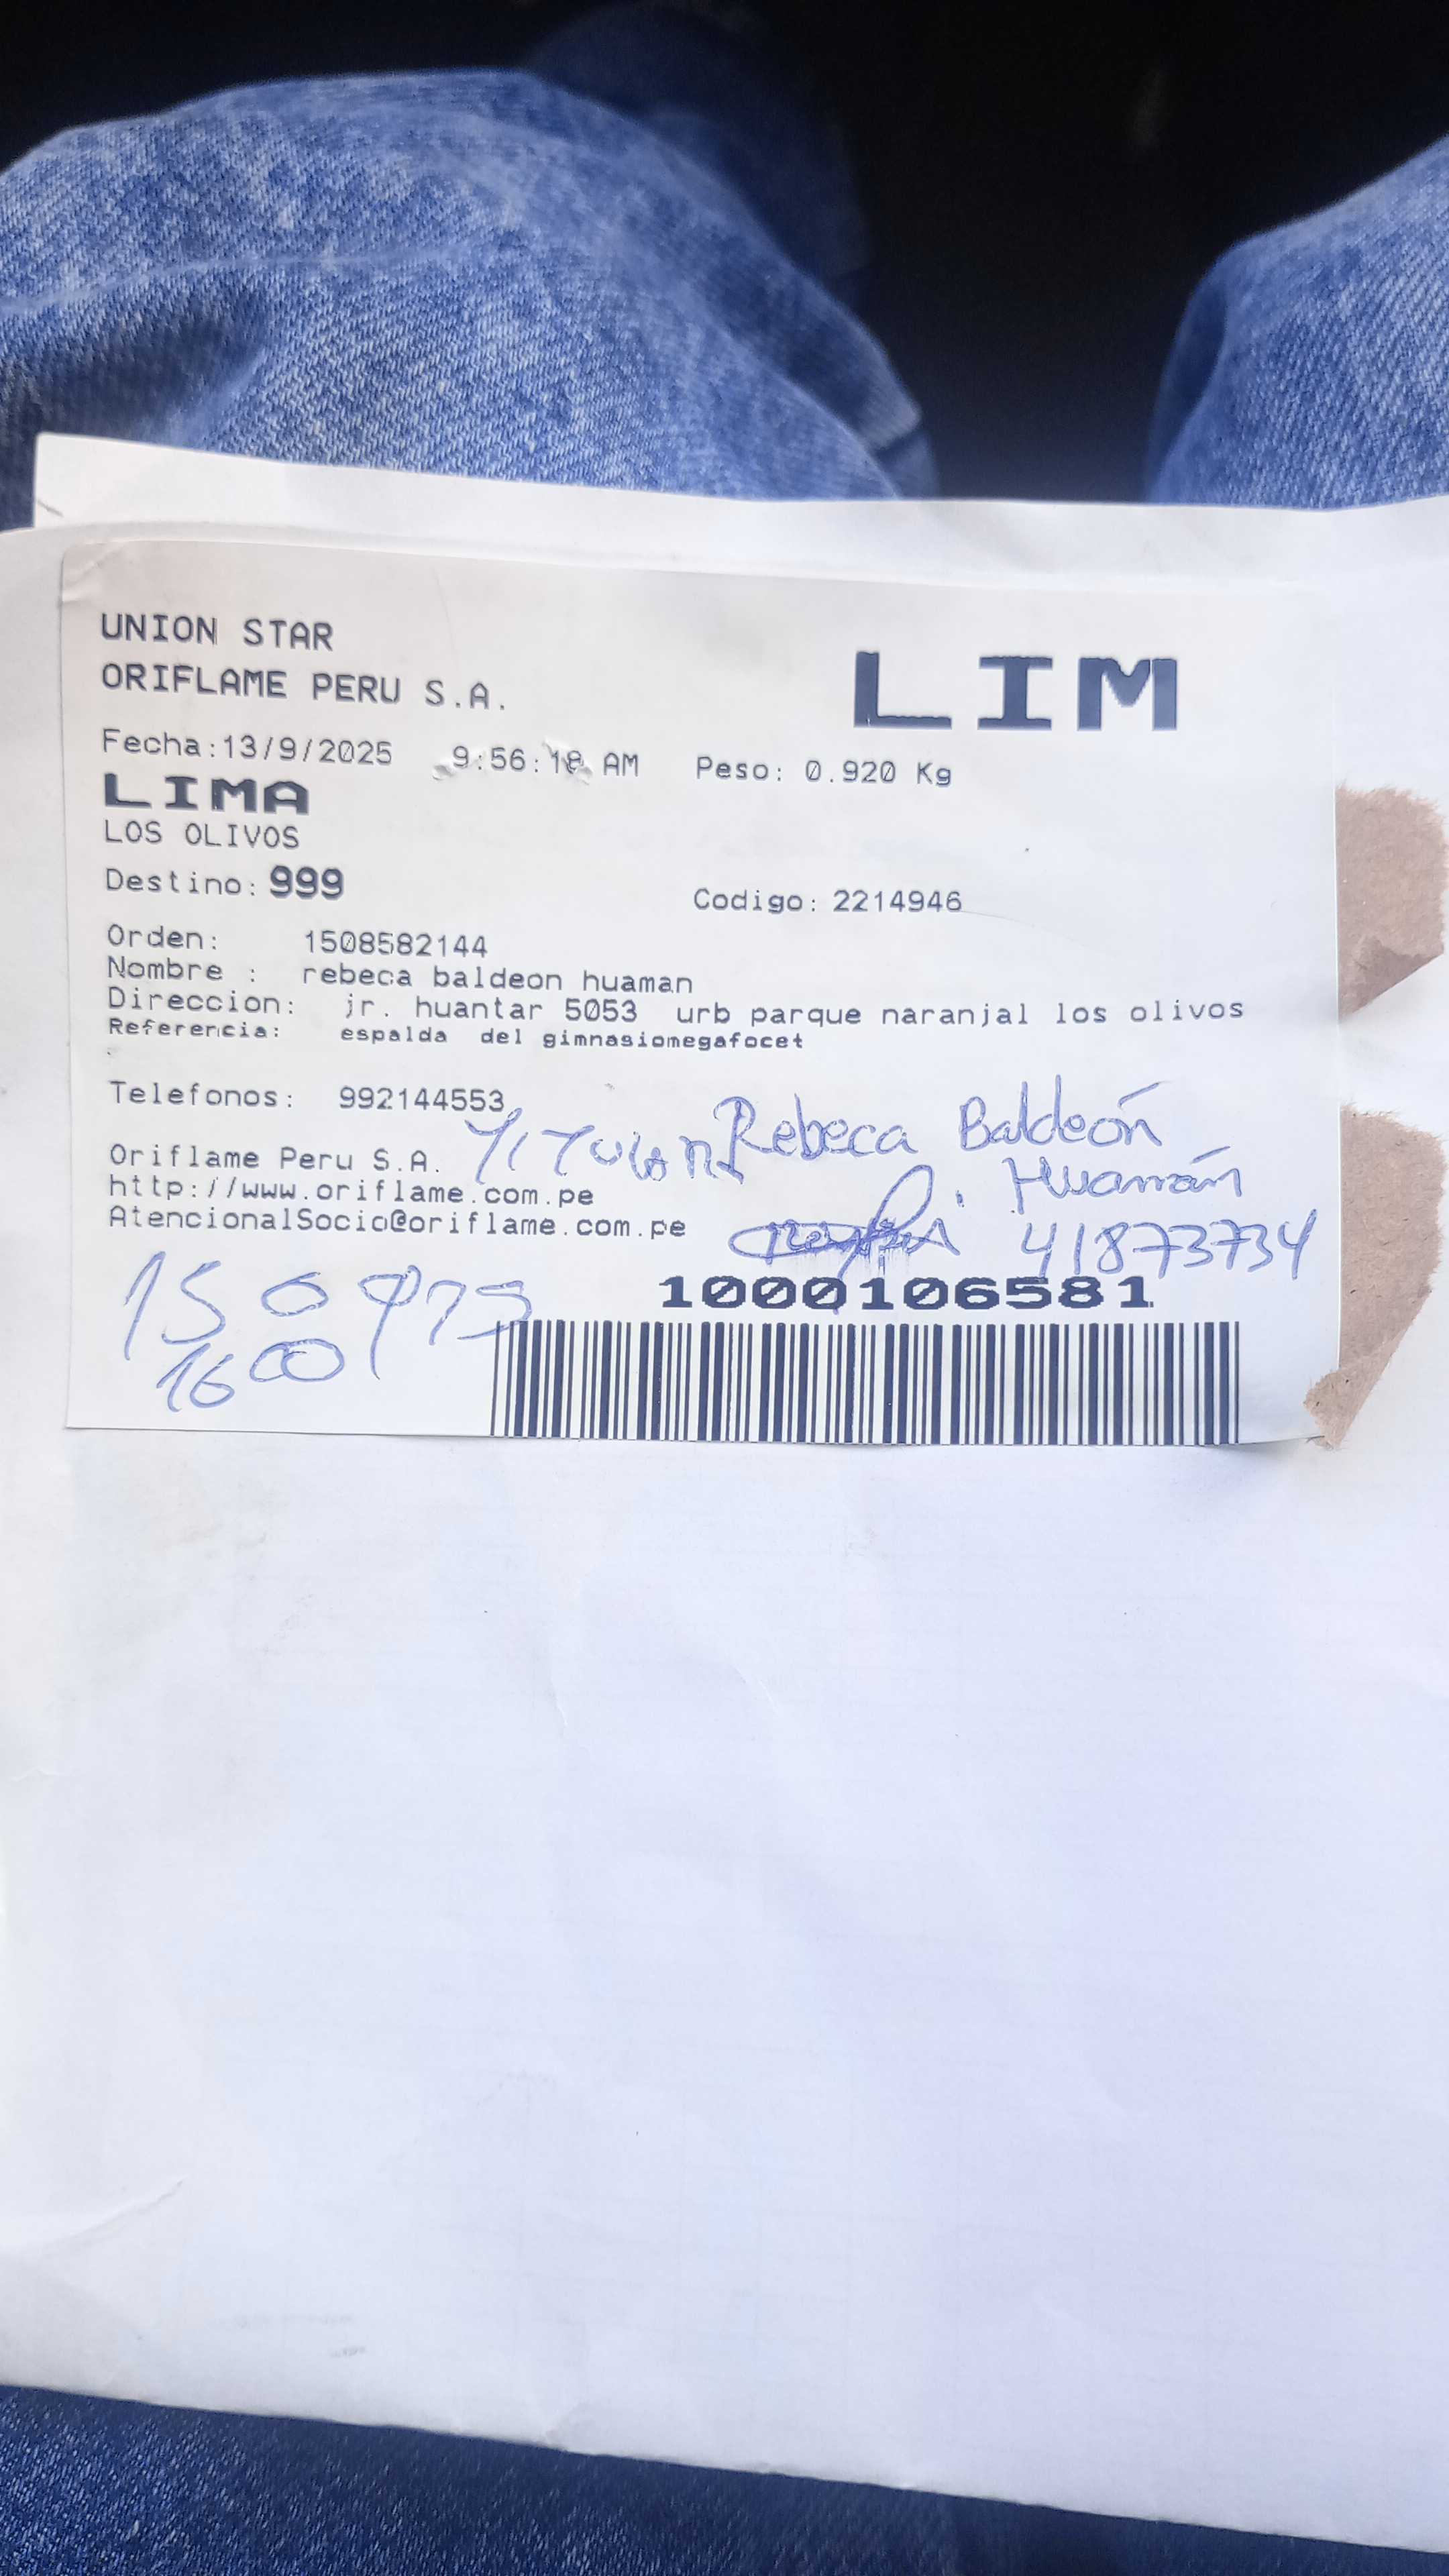 UNION STAR
ORIFLAME PERU S.A.
LIM
Fecha:13/9/2025 9:56:18 AM Peso: 0.920 Kg
LIMA
LOS OLIVOS
Destino: 999 Codigo: 2214946
Orden: 1508582144
Nombre : rebeca baldeon huaman
Direccion: jr. huantar 5053 urb parque naranjal los olivos
Referencia: espalda del gimnasiomegafocet
Telefonos: 992144553
Rebeca Baldeón
Huamán
41873734
Oriflame Peru S.A.
http://www.oriflame.com.pe
AtencionalSocio@oriflame.com.pe
1000106581
1600